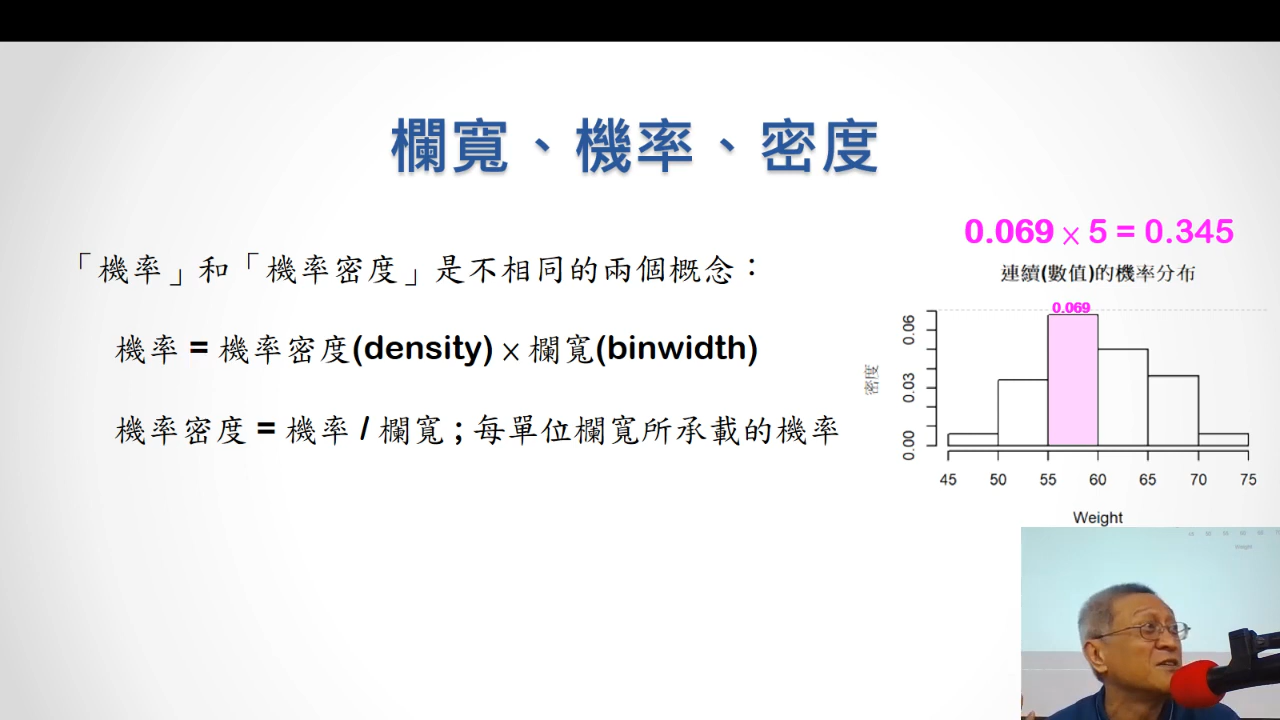 欄寬、機率、密度
「機率」和「機率密度」是不相同的兩個概念：
機率 = 機率密度(density) × 欄寬(binwidth)
機率密度 = 機率 / 欄寬 ; 每單位欄寬所承載的機率
0.069 × 5 = 0.345
連續(數值)的機率分布
0.069
密度
0.06
0.03
0.00
45 50 55 60 65 70 75
Weight